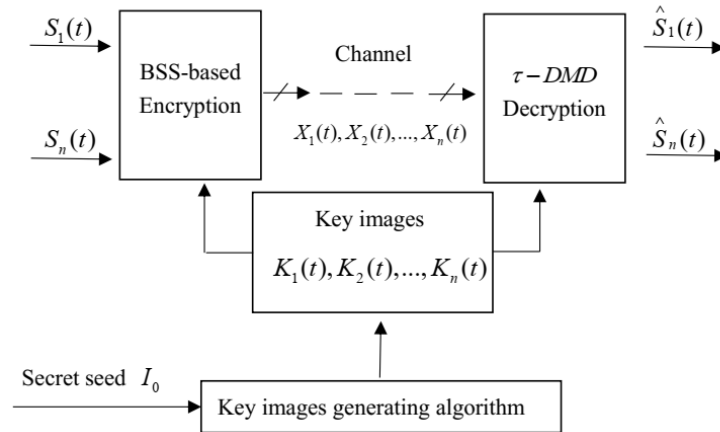 S₁(t)
Sₙ(t)
BSS-based
Encryption
Channel
X₁(t), X₂(t),..., Xₙ(t)
τ − DMD
Decryption
Ŝ₁(t)
Ŝₙ(t)
Key images
K₁(t), K₂(t),..., Kₙ(t)
Secret seed I₀
Key images generating algorithm